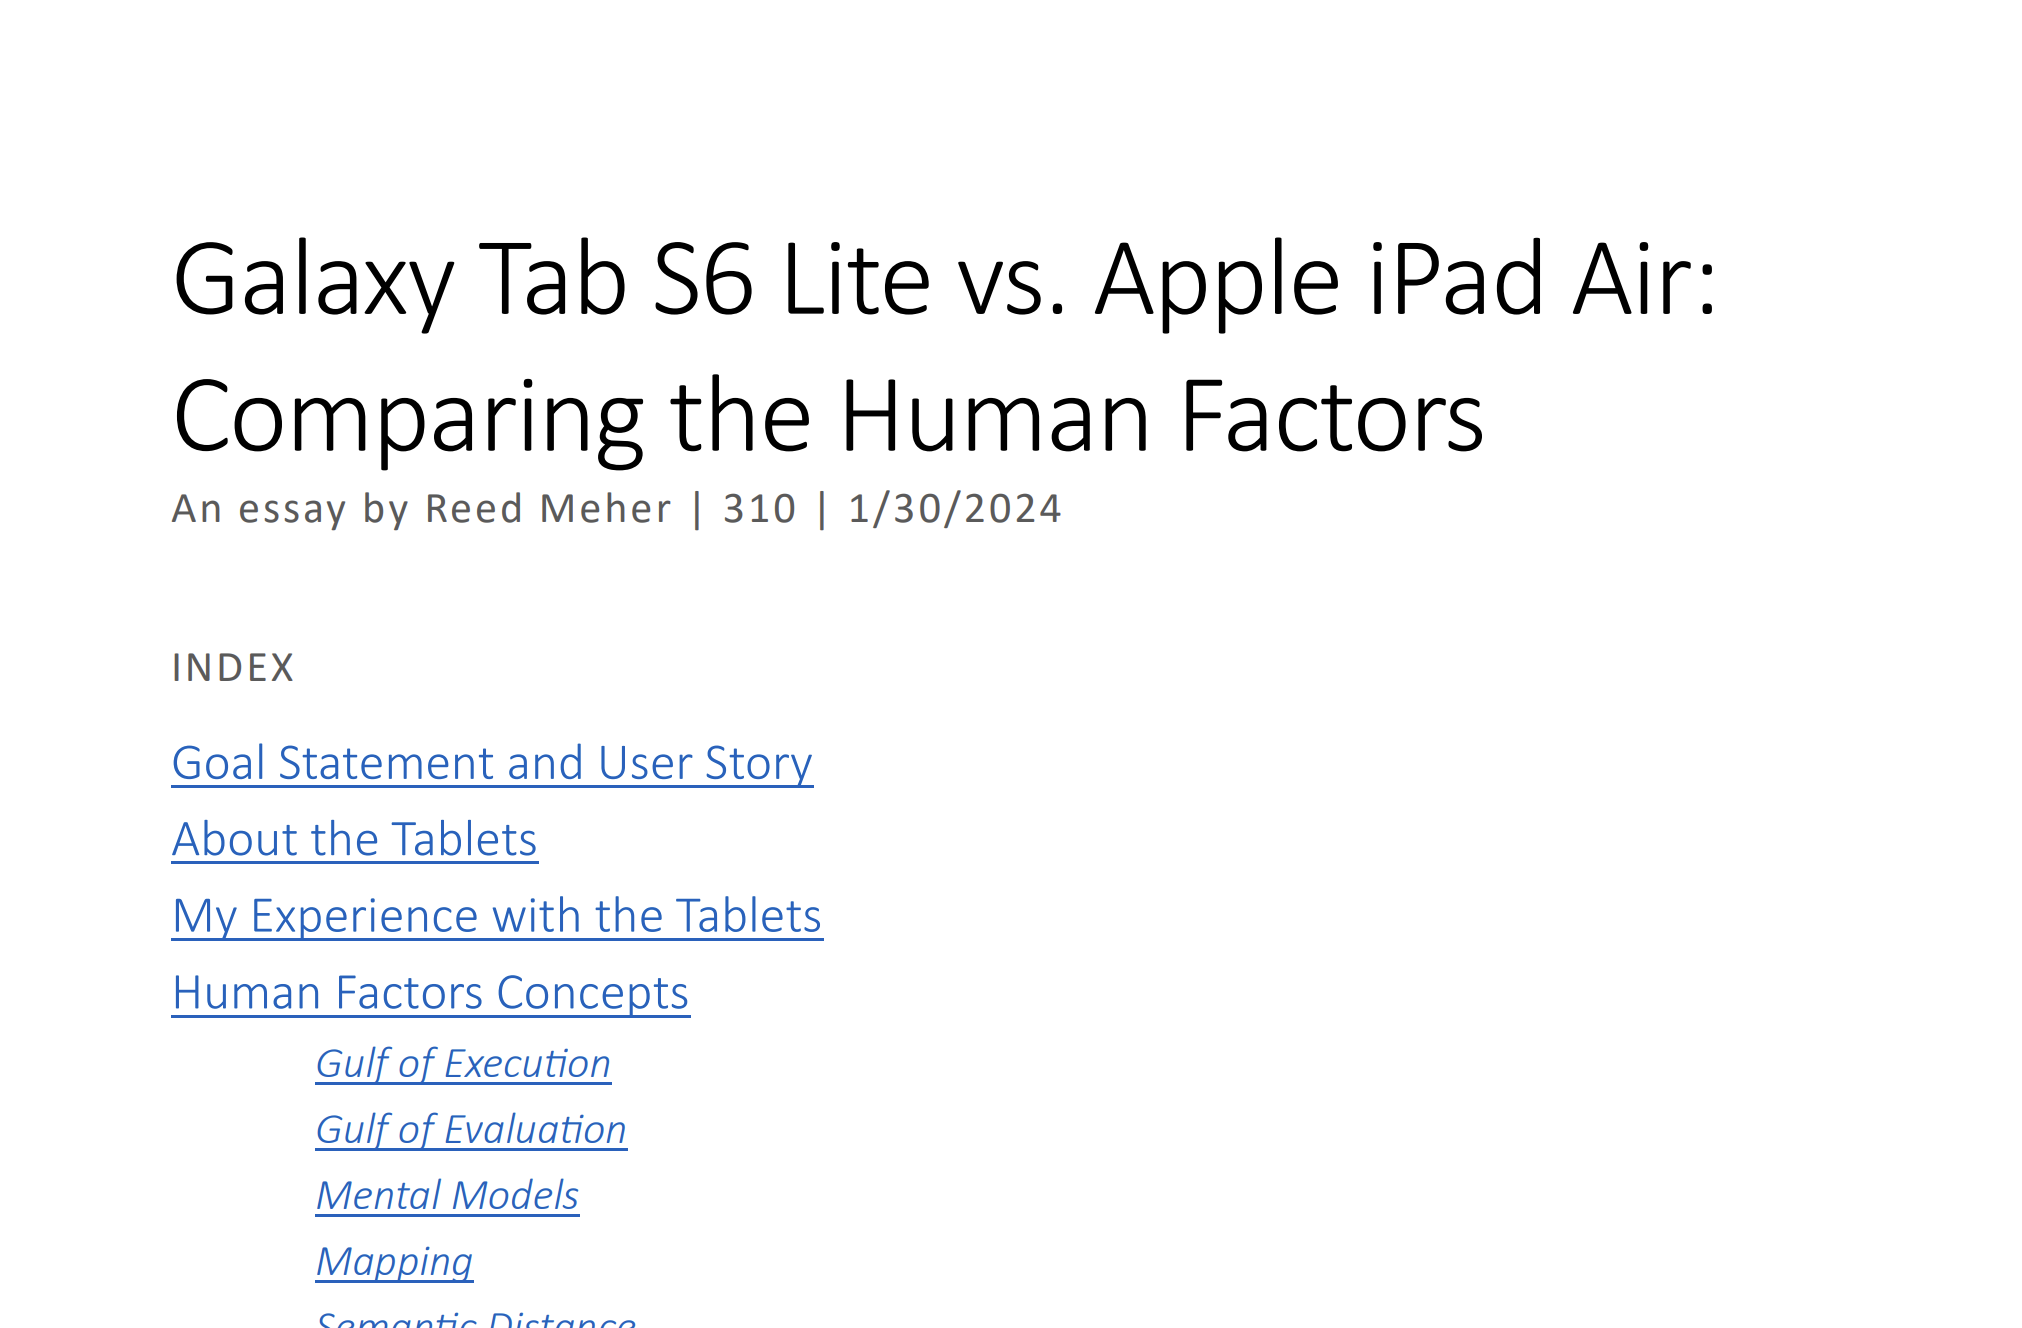 Galaxy Tab S6 Lite vs. Apple iPad Air:
Comparing the Human Factors
An essay by Reed Meher | 310 | 1/30/2024
INDEX
Goal Statement and User Story
About the Tablets
My Experience with the Tablets
Human Factors Concepts
Gulf of Execution
Gulf of Evaluation
Mental Models
Mapping
Semantic Distance